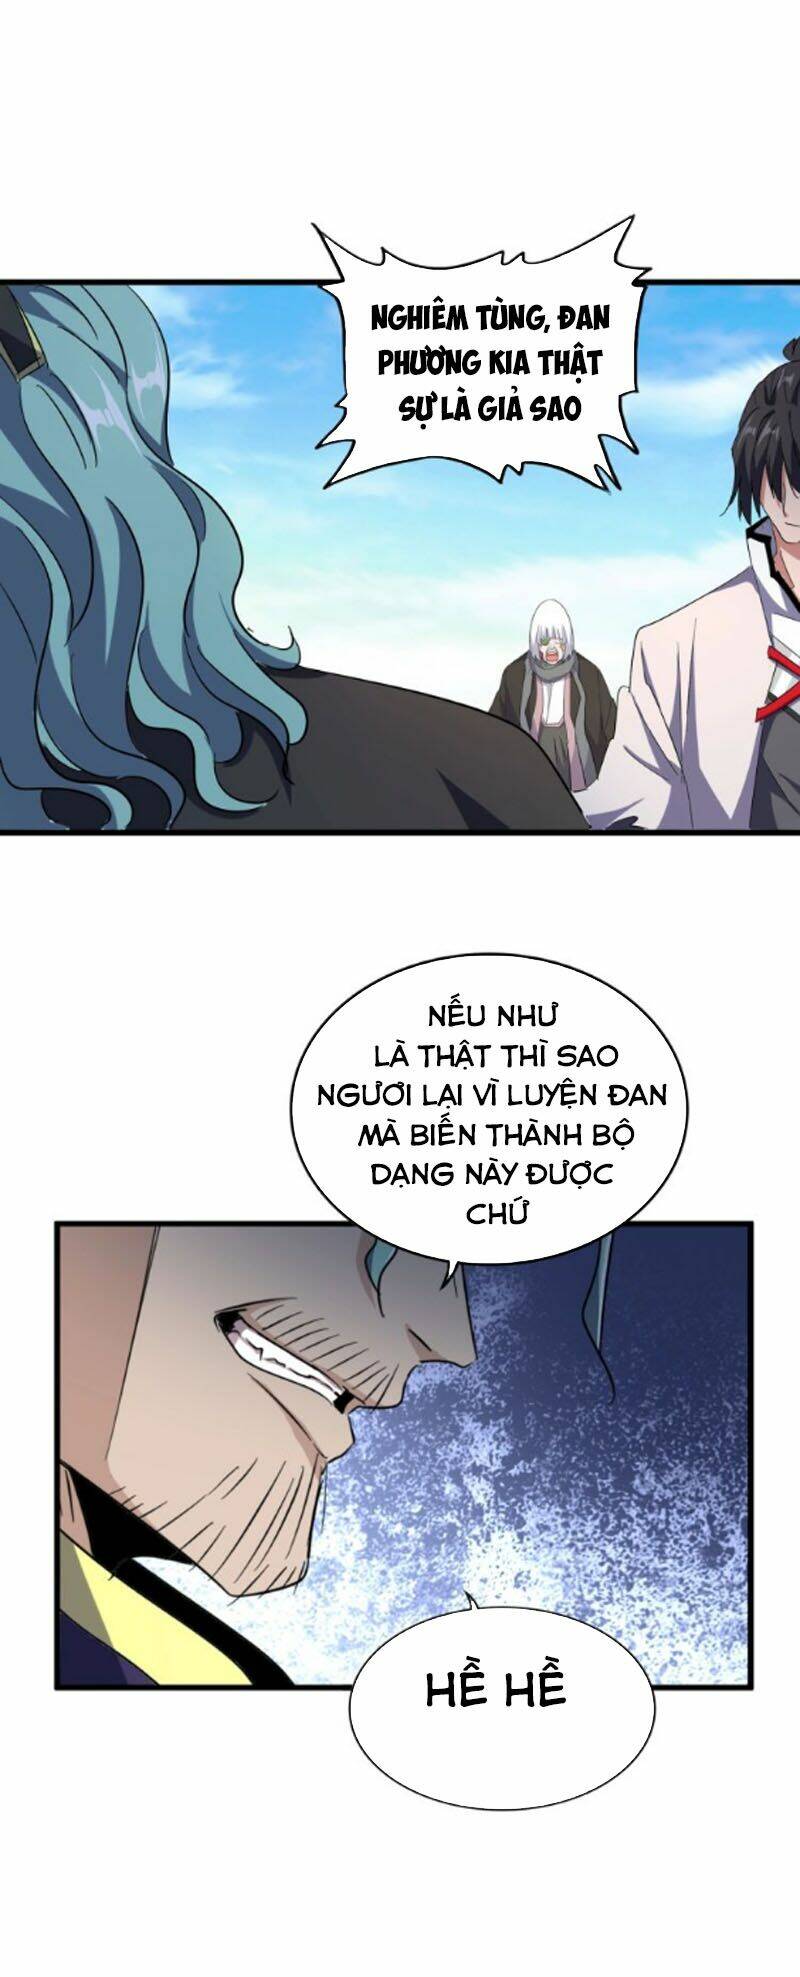 NGHIÊM TÙNG, ĐAN
PHƯƠNG KIA THẬT
SỰ LÀ GIẢ SAO
NẾU NHƯ
LÀ THẬT THÌ SAO
NGƯƠI LẠI VÌ LUYỆN ĐAN
MÀ BIẾN THÀNH BỘ
DẠNG NÀY ĐƯỢC
CHỨ
HỀ HỀ